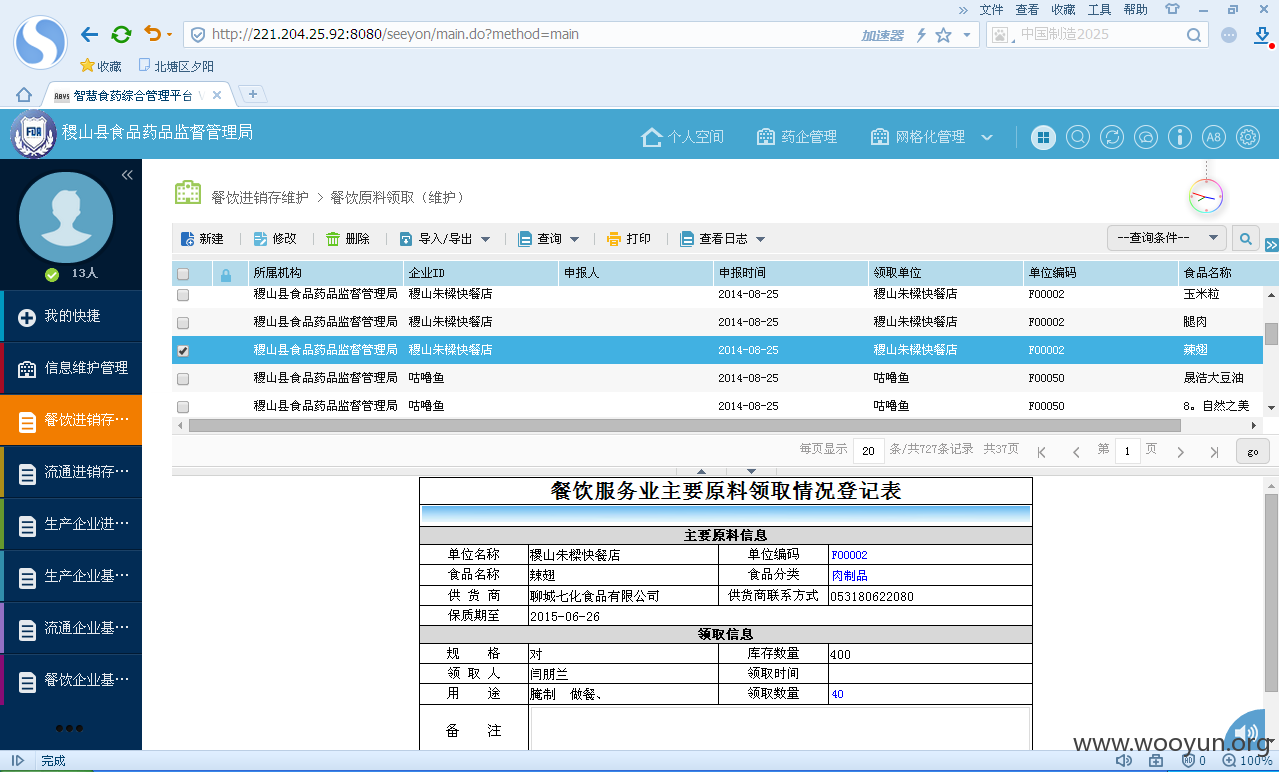 » 文件 查看 收藏 工具 帮助
http://221.204.25.92:8080/seeyon/main.do?method=main 加速器 中国制造2025
收藏 北塘区夕阳
A8V5 智慧食药综合管理平台 V
FDA 稷山县食品药品监督管理局 个人空间 药企管理 网格化管理 A8
餐饮进销存维护 > 餐饮原料领取（维护）
13人
新建 修改 删除 导入/导出 查询 打印 查看日志 --查询条件--
所属机构 企业ID 申报人 申报时间 领取单位 单位编码 食品名称
稷山县食品药品监督管理局 稷山朱樑快餐店 2014-08-25 稷山朱樑快餐店 F00002 玉米粒
稷山县食品药品监督管理局 稷山朱樑快餐店 2014-08-25 稷山朱樑快餐店 F00002 腿肉
稷山县食品药品监督管理局 稷山朱樑快餐店 2014-08-25 稷山朱樑快餐店 F00002 辣翅
稷山县食品药品监督管理局 咕噜鱼 2014-08-25 咕噜鱼 F00050 晟洁大豆油
稷山县食品药品监督管理局 咕噜鱼 2014-08-25 咕噜鱼 F00050 8。自然之美
每页显示 20 条/共727条记录 共37页 第 1 页 go
我的快捷
信息维护管理
餐饮进销存…
流通进销存…
生产企业进…
生产企业基…
流通企业基…
餐饮企业基…
餐饮服务业主要原料领取情况登记表
主要原料信息
单位名称 稷山朱樑快餐店 单位编码 F00002
食品名称 辣翅 食品分类 肉制品
供 货 商 聊城七化食品有限公司 供货商联系方式 053180622080
保质期至 2015-06-26
领取信息
规 格 对 库存数量 400
领 取 人 闫朋兰 领取时间
用 途 腌制 做餐、 领取数量 40
备 注
www.wooyun.org
完成 0 100%